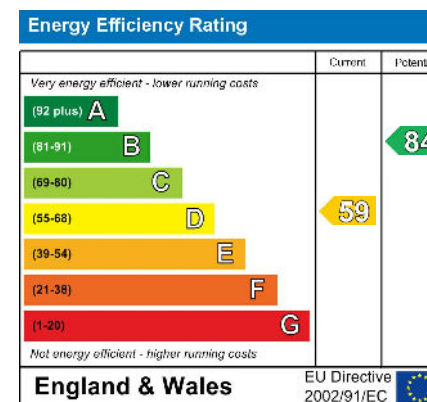 Energy Efficiency Rating
Current Potent
Very energy efficient - lower running costs
(92 plus) A
(81-91) B
84
(69-80) C
(55-68) D
59
(39-54) E
(21-38) F
(1-20) G
Not energy efficient - higher running costs
England & Wales
EU Directive
2002/91/EC